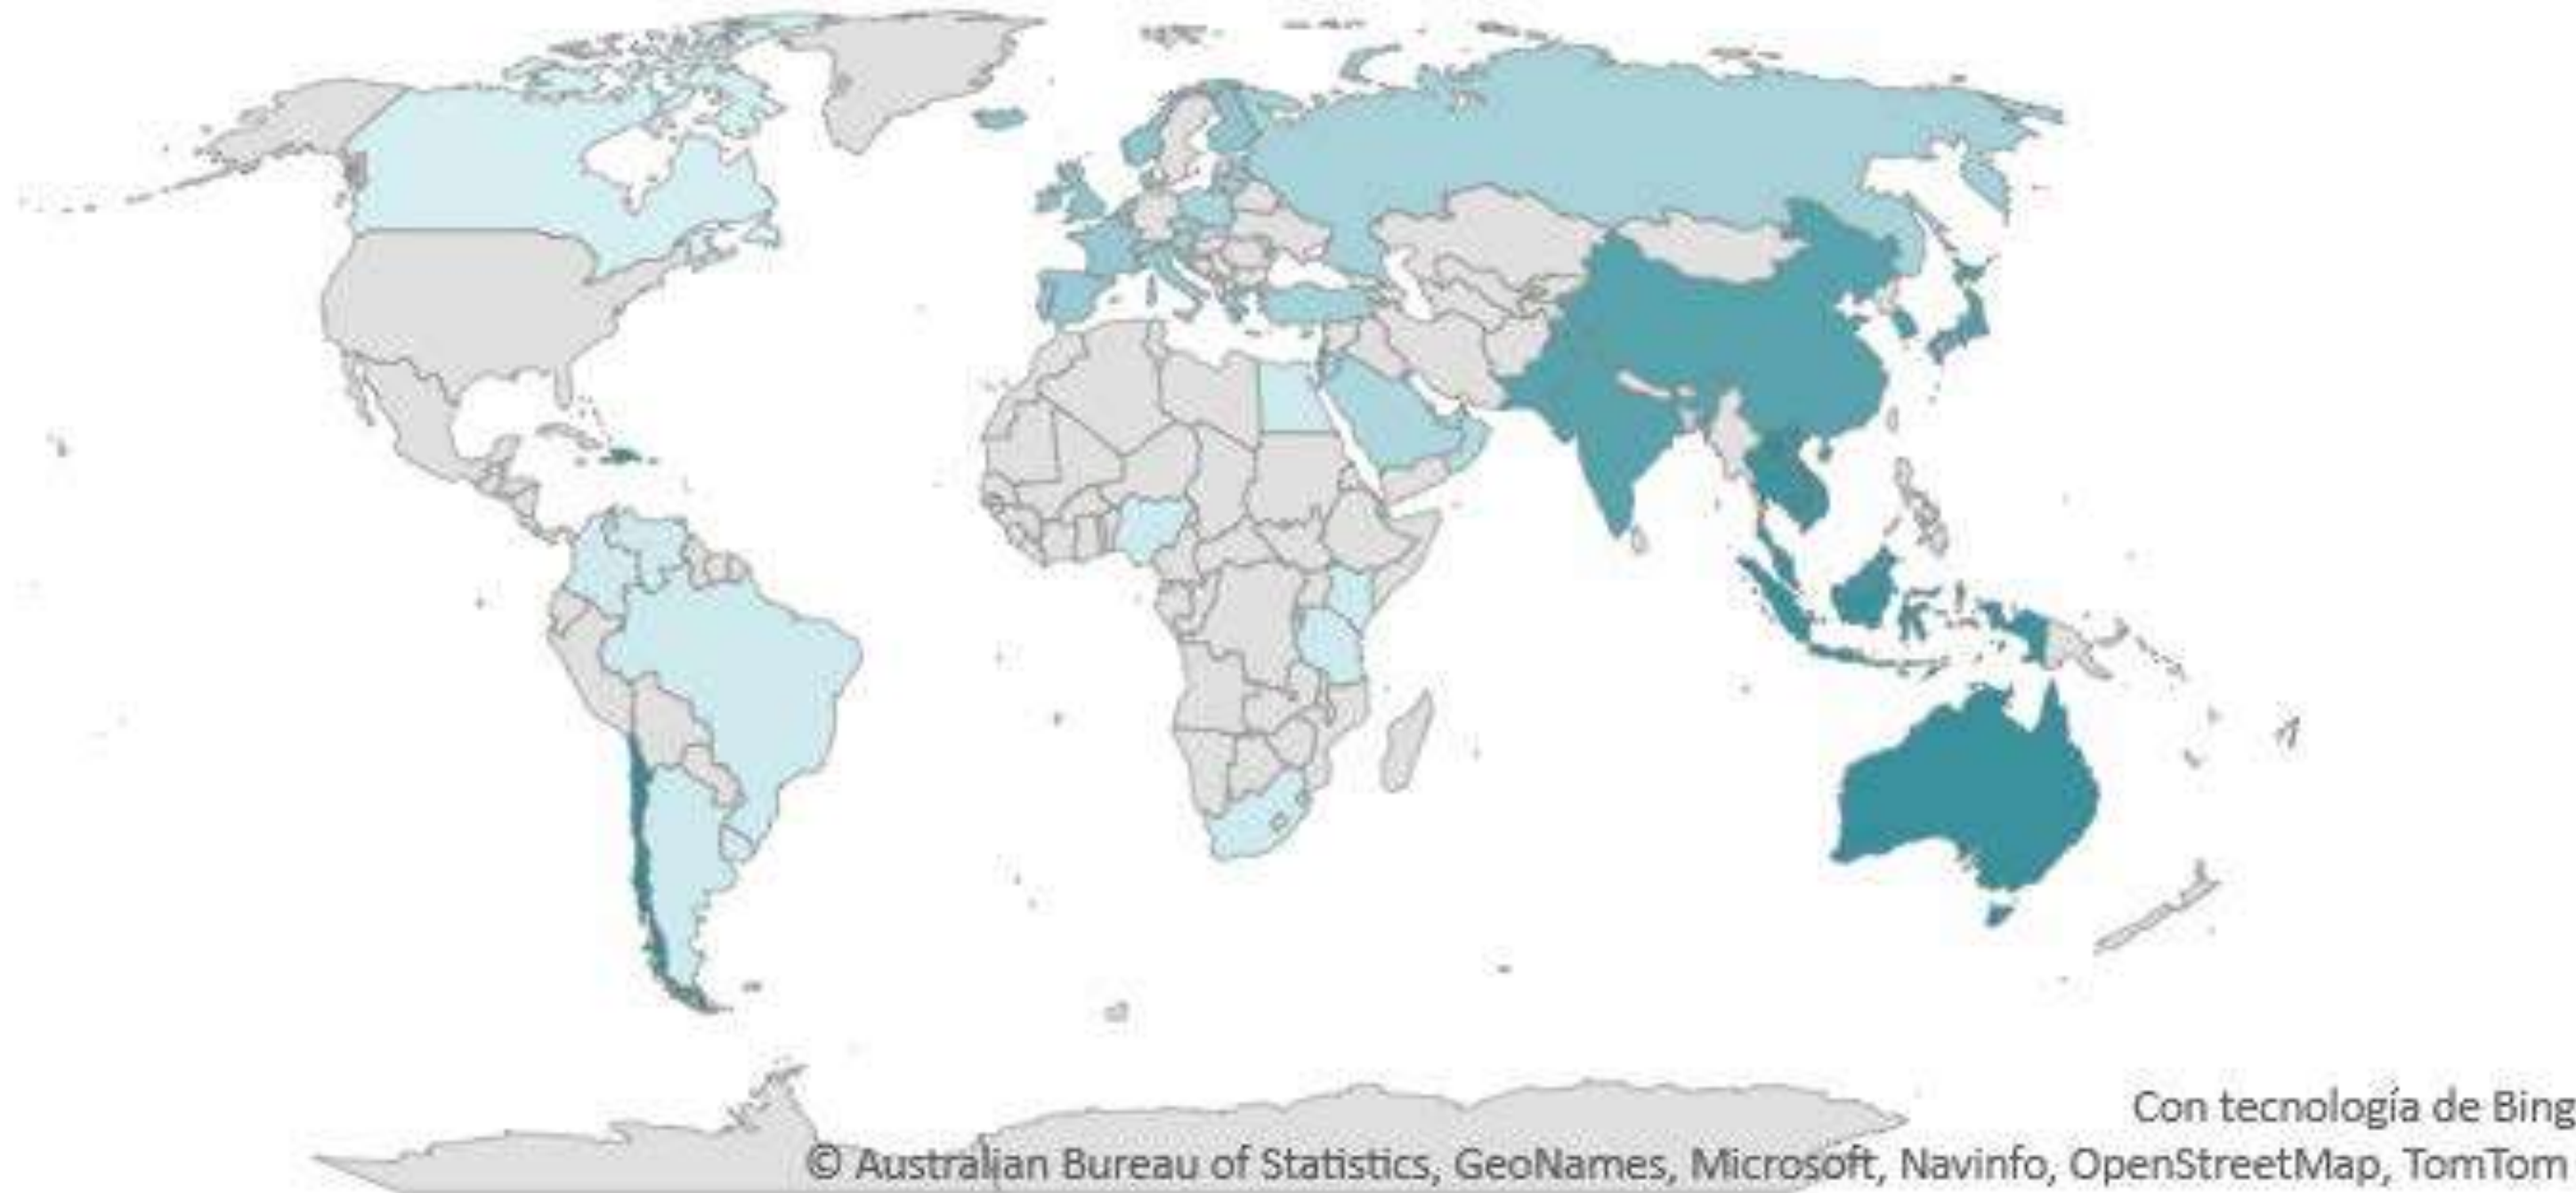 Con tecnología de Bing
© Australian Bureau of Statistics, GeoNames, Microsoft, Navinfo, OpenStreetMap, TomTom